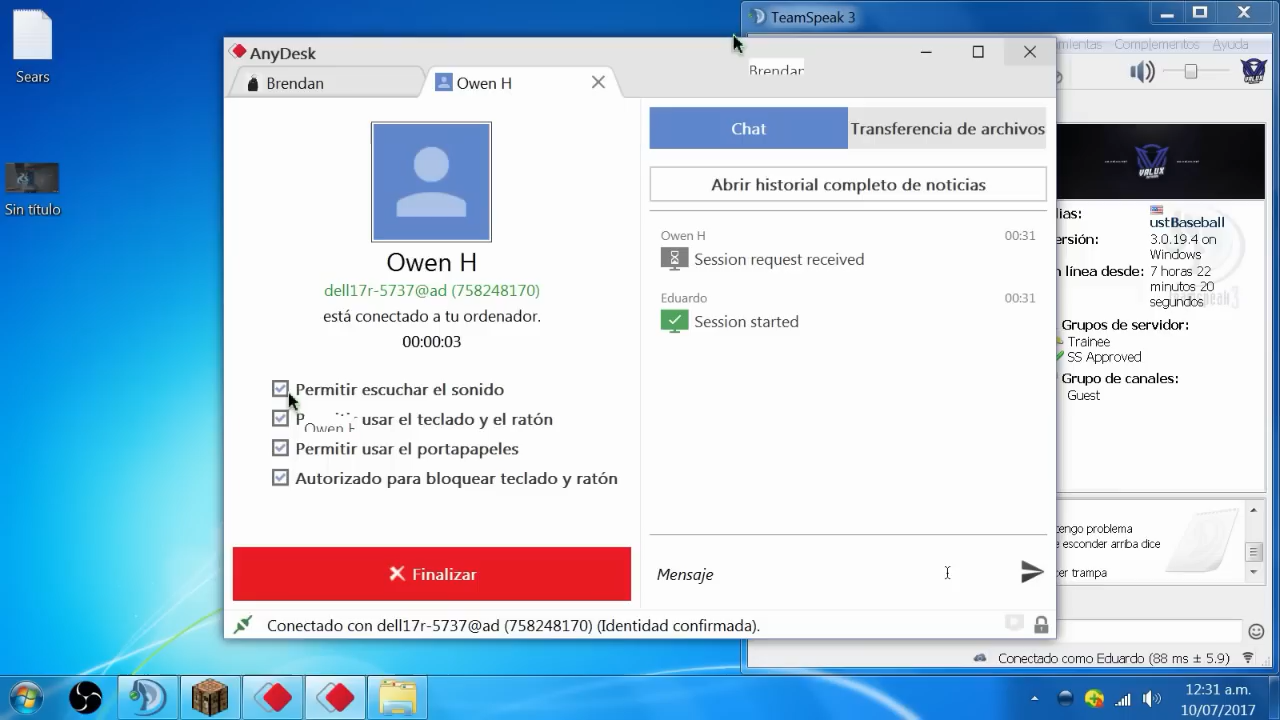 Sears
Sin título
TeamSpeak 3
Complementos
Ayuda
AnyDesk
Brendan
Owen H
Brendan
Owen H
dell17r-5737@ad (758248170)
está conectado a tu ordenador.
00:00:03
Permitir escuchar el sonido
usar el teclado y el ratón
Owen H
Permitir usar el portapapeles
Autorizado para bloquear teclado y ratón
Finalizar
Chat
Transferencia de archivos
Abrir historial completo de noticias
Owen H 00:31
Session request received
Eduardo 00:31
Session started
Mensaje
Conectado con dell17r-5737@ad (758248170) (Identidad confirmada).
VALUX
ustBaseball
3.0.19.4 on
Windows
n línea desde: 7 horas 22
minutos 20
segundos
Grupos de servidor:
Trainee
SS Approved
Grupo de canales:
Guest
tengo problema
e esconder arriba dice
er trampa
Conectado como Eduardo (88 ms ± 5.9)
12:31 a.m.
10/07/2017